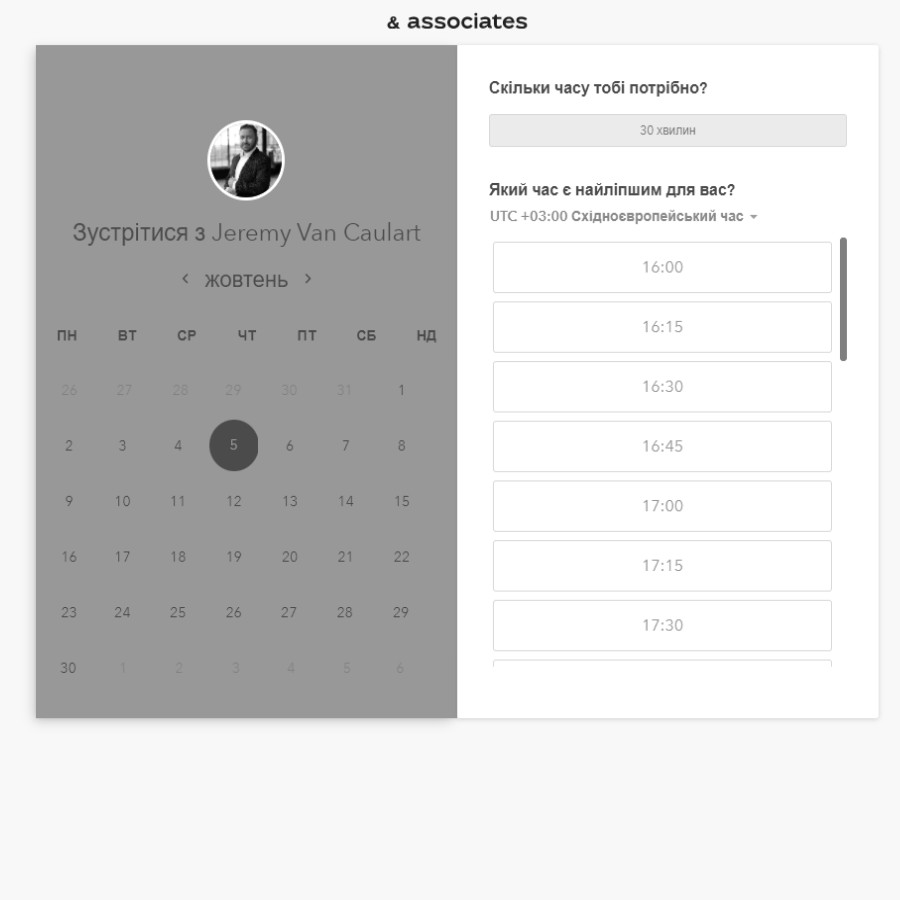 & associates
Зустрітися з Jeremy Van Caulart
жовтень
ПН ВТ СР ЧТ ПТ СБ НД
26 27 28 29 30 31 1
2 3 4 5 6 7 8
9 10 11 12 13 14 15
16 17 18 19 20 21 22
23 24 25 26 27 28 29
30 1 2 3 4 5 6
Скільки часу тобі потрібно?
30 хвилин
Який час є найліпшим для вас?
UTC +03:00 Східноєвропейський час
16:00
16:15
16:30
16:45
17:00
17:15
17:30